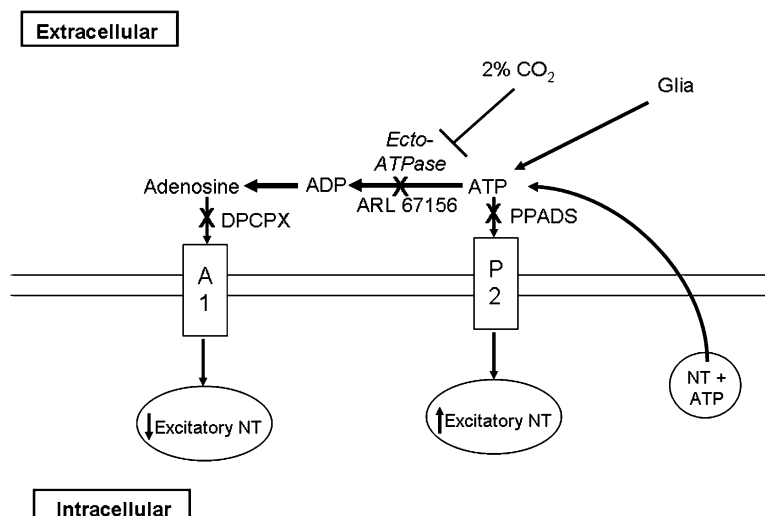 Extracellular
2% CO2
Glia
Ecto-
ATPase
Adenosine
ADP
ATP
ARL 67156
DPCPX
PPADS
A
1
P
2
NT +
ATP
Excitatory NT
Excitatory NT
Intracellular